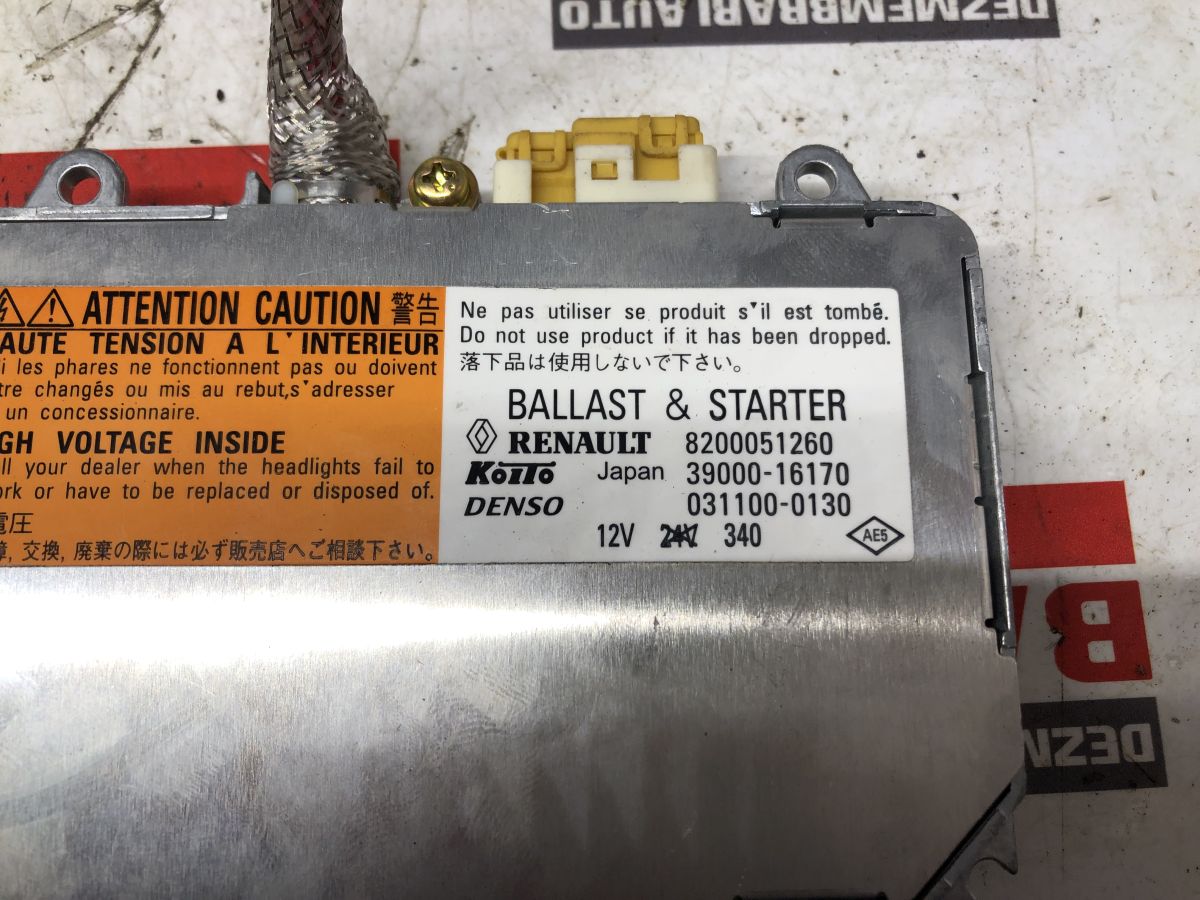 DEZMEMBRARI AUTO
ATTENTION CAUTION 警告
AUTE TENSION A L'INTERIEUR
i les phares ne fonctionnent pas ou doivent
tre changés ou mis au rebut,s'adresser
un concessionnaire.
GH VOLTAGE INSIDE
ll your dealer when the headlights fail to
ork or have to be replaced or disposed of.
電圧
障, 交換, 廃棄の際には必ず販売店へご相談下さい。
Ne pas utiliser se produit s'il est tombé.
Do not use product if it has been dropped.
落下品は使用しないで下さい。
BALLAST & STARTER
RENAULT 8200051260
KOITO Japan 39000-16170
DENSO 031100-0130
12V 24V 340
AE5
BA
DEZM